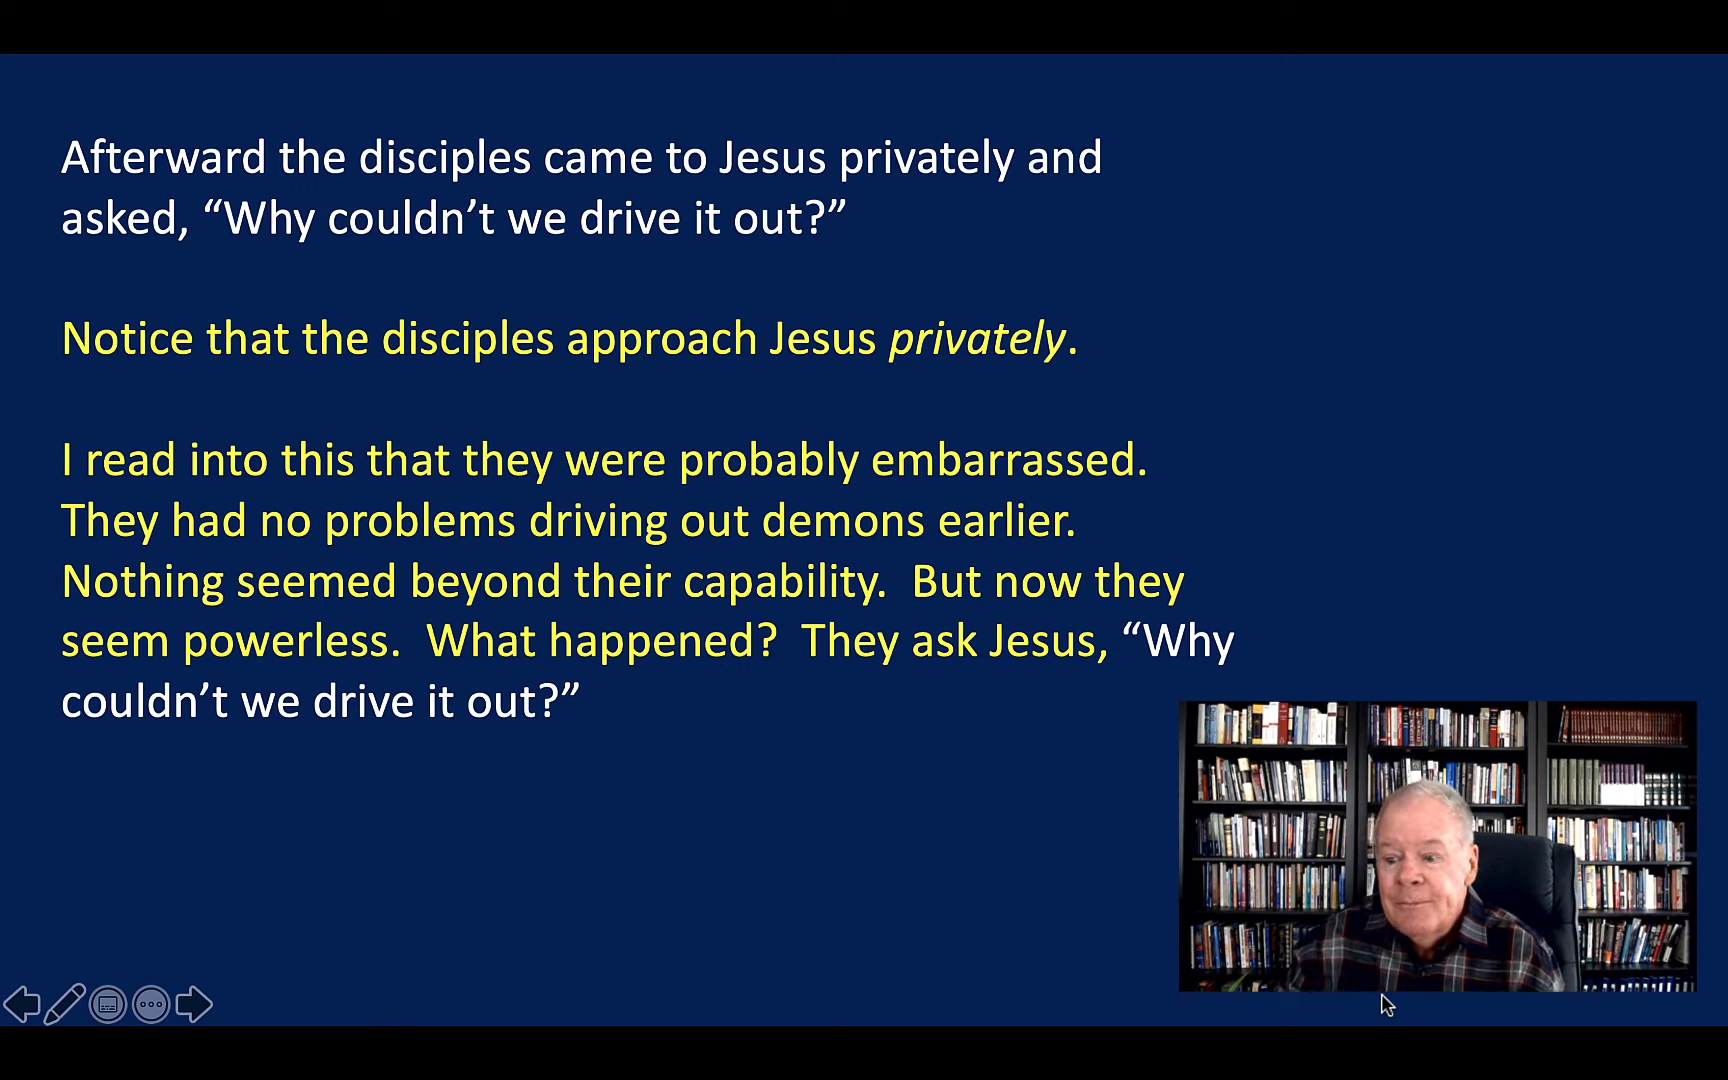 Afterward the disciples came to Jesus privately and
asked, “Why couldn’t we drive it out?”
Notice that the disciples approach Jesus privately.
I read into this that they were probably embarrassed.
They had no problems driving out demons earlier.
Nothing seemed beyond their capability.  But now they
seem powerless.  What happened?  They ask Jesus, “Why
couldn’t we drive it out?”